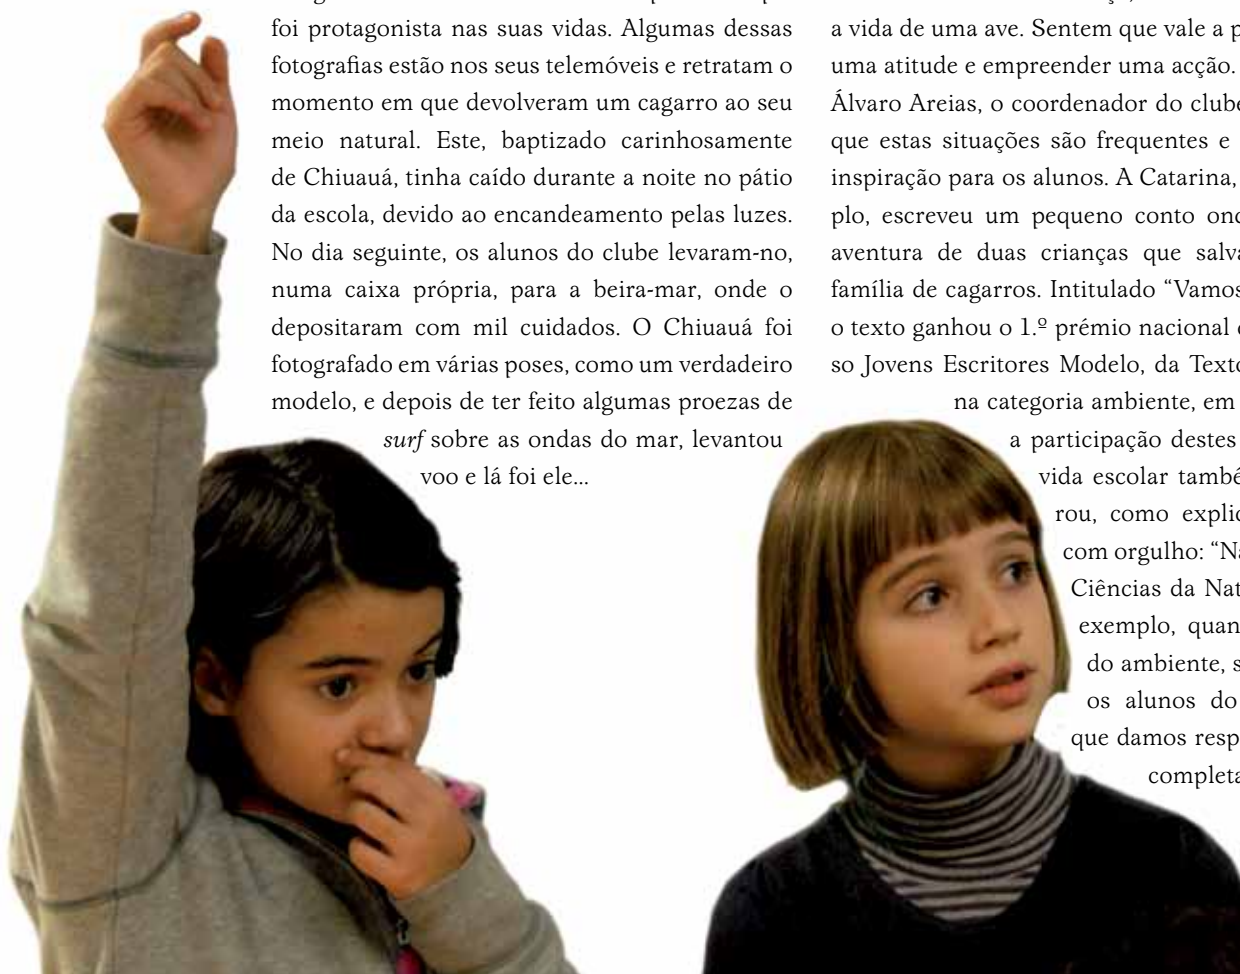 foi protagonista nas suas vidas. Algumas dessas
fotografias estão nos seus telemóveis e retratam o
momento em que devolveram um cagarro ao seu
meio natural. Este, baptizado carinhosamente
de Chiuauá, tinha caído durante a noite no pátio
da escola, devido ao encandeamento pelas luzes.
No dia seguinte, os alunos do clube levaram-no,
numa caixa própria, para a beira-mar, onde o
depositaram com mil cuidados. O Chiuauá foi
fotografado em várias poses, como um verdadeiro
modelo, e depois de ter feito algumas proezas de
surf sobre as ondas do mar, levantou
voo e lá foi ele...
a vida de uma ave. Sentem que vale a p
uma atitude e empreender uma acção.
Álvaro Areias, o coordenador do clube
que estas situações são frequentes e
inspiração para os alunos. A Catarina,
plo, escreveu um pequeno conto ond
aventura de duas crianças que salva
família de cagarros. Intitulado “Vamos
o texto ganhou o 1.º prémio nacional
so Jovens Escritores Modelo, da Texto
na categoria ambiente, em
a participação destes
vida escolar també
rou, como explic
com orgulho: “Na
Ciências da Nat
exemplo, quan
do ambiente, s
os alunos do
que damos resp
completa